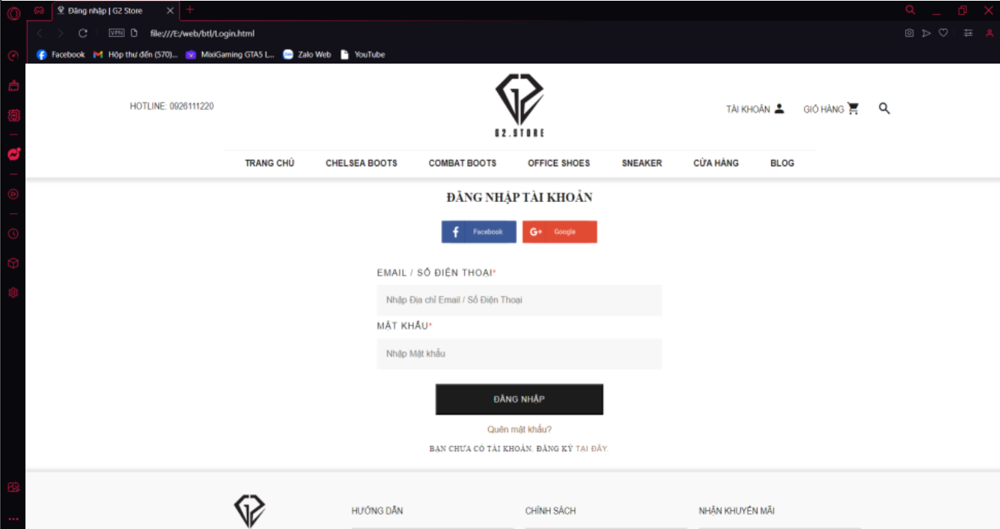 Đăng nhập | G2 Store
VPN file:///E:/web/btl/Login.html
Facebook Hộp thư đến (570)... MixiGaming GTA5 L... Zalo Web YouTube
HOTLINE: 0926111220
G2.STORE
TÀI KHOẢN GIỎ HÀNG
TRANG CHỦ CHELSEA BOOTS COMBAT BOOTS OFFICE SHOES SNEAKER CỬA HÀNG BLOG
ĐĂNG NHẬP TÀI KHOẢN
Facebook G+ Google
EMAIL / SỐ ĐIỆN THOẠI*
Nhập Địa chỉ Email / Số Điện Thoại
MẬT KHẨU*
Nhập Mật khẩu
ĐĂNG NHẬP
Quên mật khẩu?
BẠN CHƯA CÓ TÀI KHOẢN. ĐĂNG KÝ TẠI ĐÂY.
HƯỚNG DẪN CHÍNH SÁCH NHẬN KHUYẾN MÃI